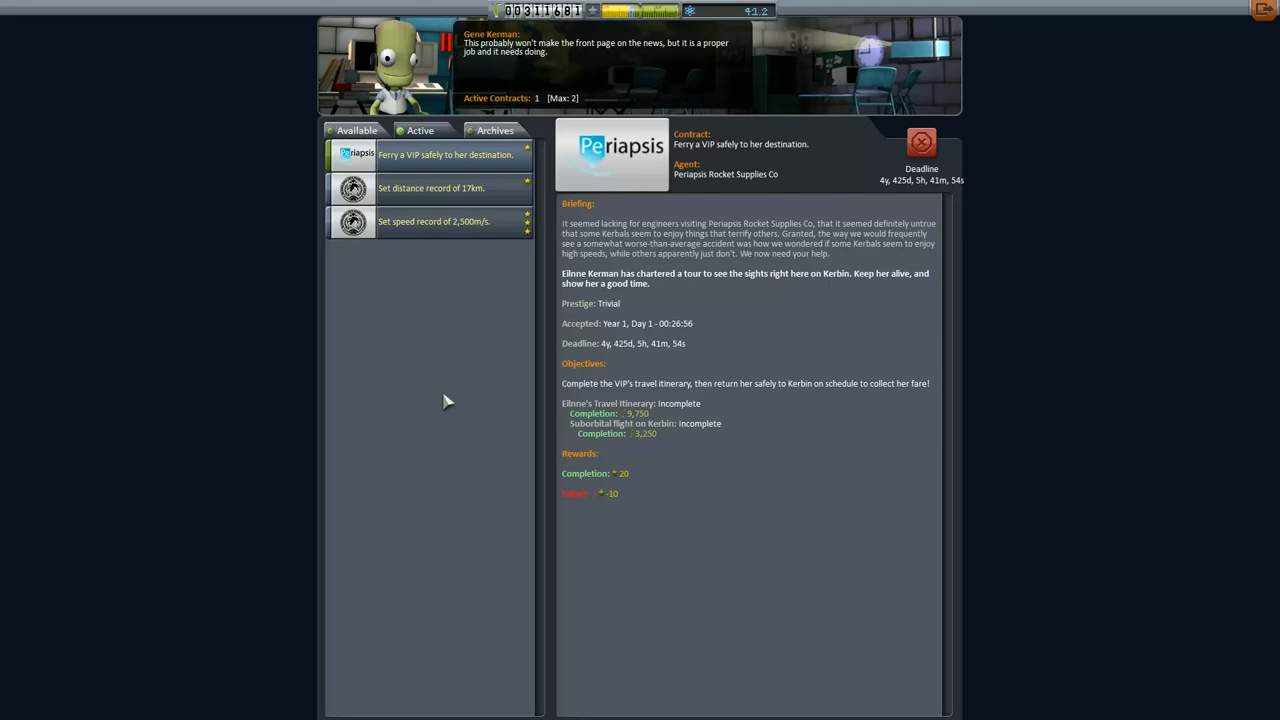 00311681
41.2
Gene Kerman:
This probably won't make the front page on the news, but it is a proper
job and it needs doing.
Active Contracts: 1 [Max: 2]
Available
Active
Archives
Periapsis
Ferry a VIP safely to her destination.
Set distance record of 17km.
Set speed record of 2,500m/s.
Periapsis
Contract:
Ferry a VIP safely to her destination.
Agent:
Periapsis Rocket Supplies Co
Deadline
4y, 425d, 5h, 41m, 54s
Briefing:
It seemed lacking for engineers visiting Periapsis Rocket Supplies Co, that it seemed definitely untrue
that some Kerbals seem to enjoy things that terrify others. Granted, the way we would frequently
see a somewhat worse-than-average accident was how we wondered if some Kerbals seem to enjoy
high speeds, while others apparently just don't. We now need your help.
Eilnne Kerman has chartered a tour to see the sights right here on Kerbin. Keep her alive, and
show her a good time.
Prestige: Trivial
Accepted: Year 1, Day 1 - 00:26:56
Deadline: 4y, 425d, 5h, 41m, 54s
Objectives:
Complete the VIP's travel itinerary, then return her safely to Kerbin on schedule to collect her fare!
Eilnne's Travel Itinerary: Incomplete
Completion: 9,750
Suborbital flight on Kerbin: Incomplete
Completion: 3,250
Rewards:
Completion: 20
Failure: -10